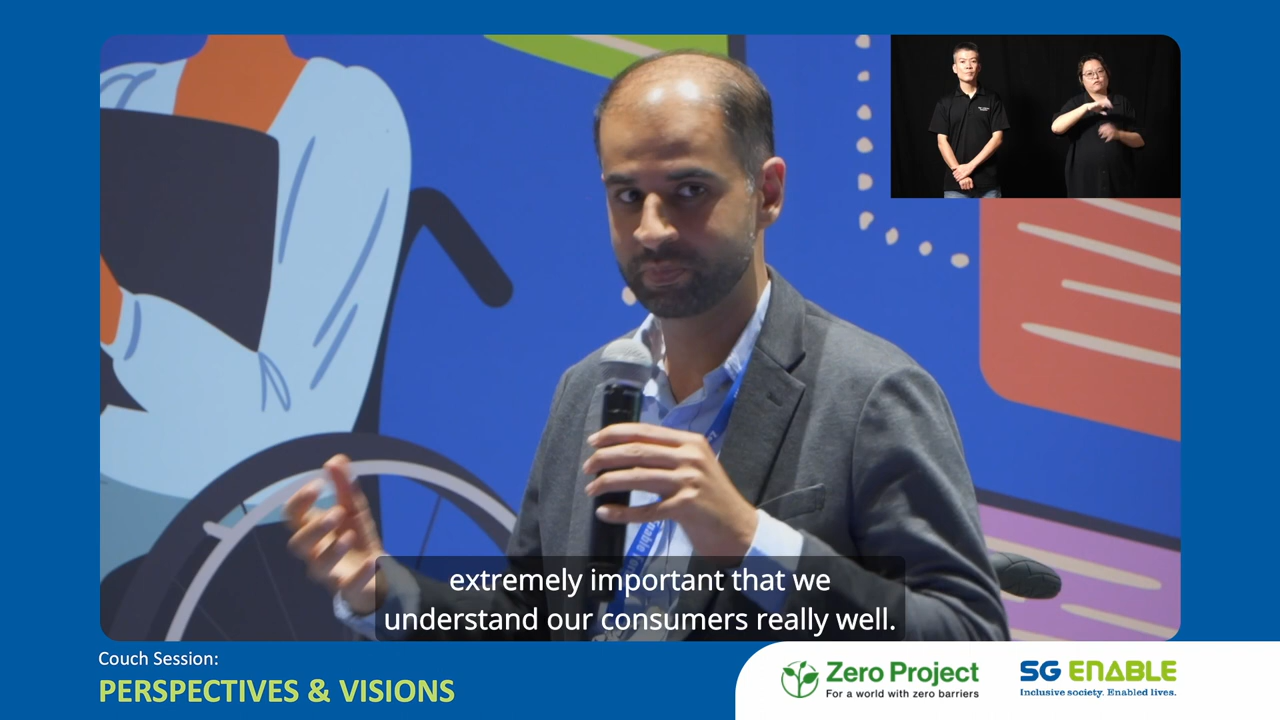 extremely important that we
understand our consumers really well.
Couch Session:
PERSPECTIVES & VISIONS
Zero Project
For a world with zero barriers
SG ENABLE
Inclusive society. Enabled lives.